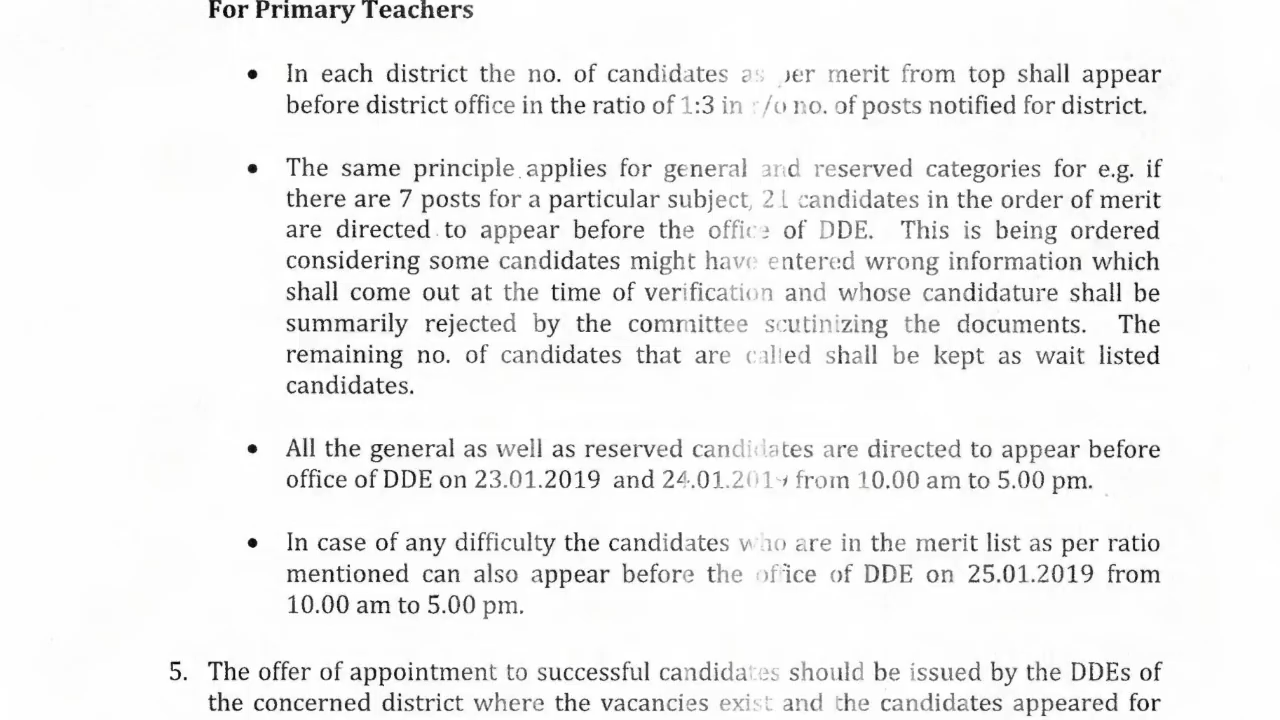 For Primary Teachers
• In each district the no. of candidates as per merit from top shall appear
before district office in the ratio of 1:3 in r/o no. of posts notified for district.
• The same principle applies for general and reserved categories for e.g. if
there are 7 posts for a particular subject, 21 candidates in the order of merit
are directed to appear before the office of DDE. This is being ordered
considering some candidates might have entered wrong information which
shall come out at the time of verification and whose candidature shall be
summarily rejected by the committee scutinizing the documents. The
remaining no. of candidates that are called shall be kept as wait listed
candidates.
• All the general as well as reserved candidates are directed to appear before
office of DDE on 23.01.2019 and 24.01.2019 from 10.00 am to 5.00 pm.
• In case of any difficulty the candidates who are in the merit list as per ratio
mentioned can also appear before the office of DDE on 25.01.2019 from
10.00 am to 5.00 pm.
5. The offer of appointment to successful candidates should be issued by the DDEs of
the concerned district where the vacancies exist and the candidates appeared for